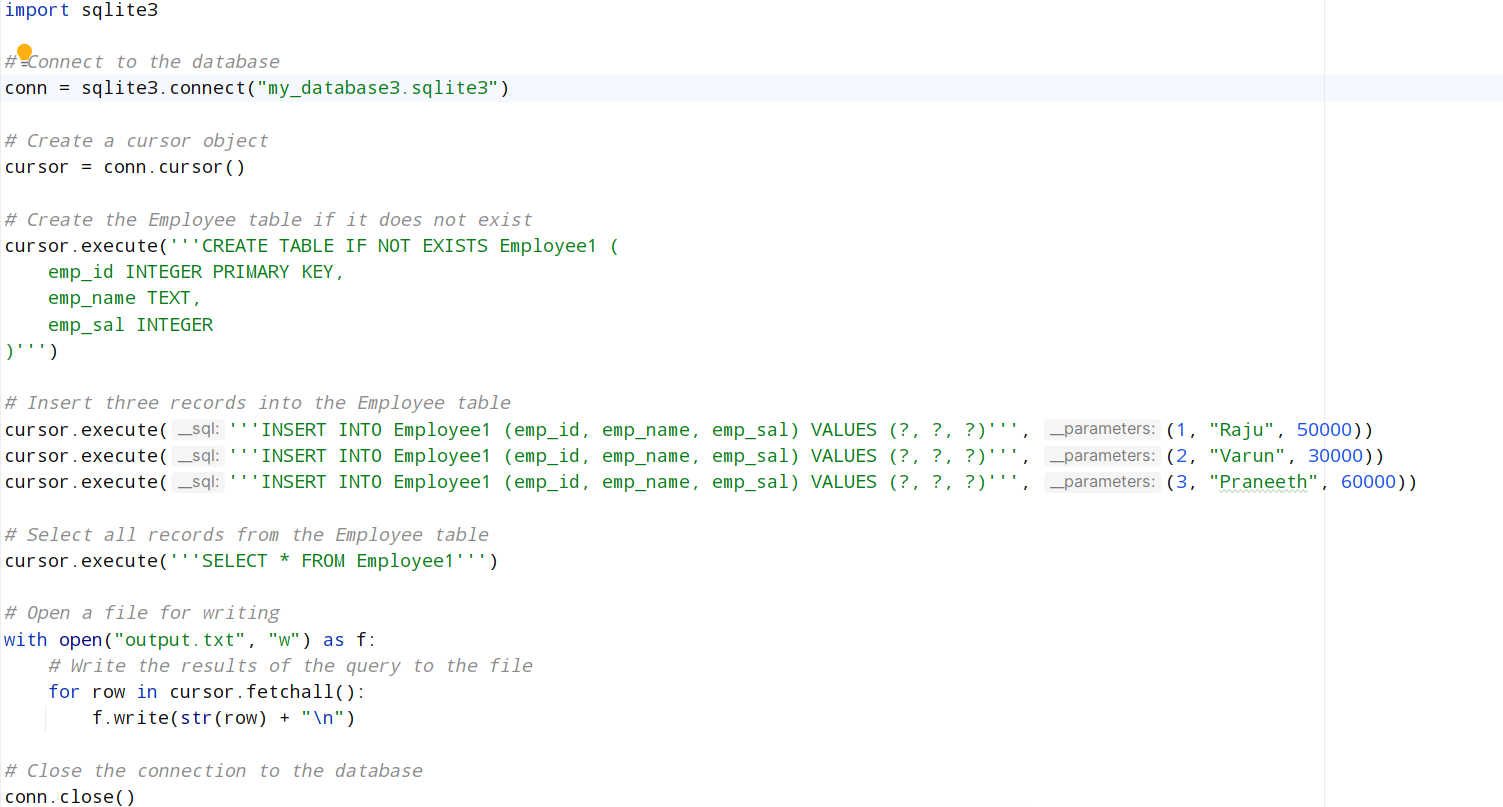 import sqlite3
# Connect to the database
conn = sqlite3.connect("my_database3.sqlite3")
# Create a cursor object
cursor = conn.cursor()
# Create the Employee table if it does not exist
cursor.execute('''CREATE TABLE IF NOT EXISTS Employee1 (
    emp_id INTEGER PRIMARY KEY,
    emp_name TEXT,
    emp_sal INTEGER
)''')
# Insert three records into the Employee table
cursor.execute( __sql: '''INSERT INTO Employee1 (emp_id, emp_name, emp_sal) VALUES (?, ?, ?)''', __parameters: (1, "Raju", 50000))
cursor.execute( __sql: '''INSERT INTO Employee1 (emp_id, emp_name, emp_sal) VALUES (?, ?, ?)''', __parameters: (2, "Varun", 30000))
cursor.execute( __sql: '''INSERT INTO Employee1 (emp_id, emp_name, emp_sal) VALUES (?, ?, ?)''', __parameters: (3, "Praneeth", 60000))
# Select all records from the Employee table
cursor.execute('''SELECT * FROM Employee1''')
# Open a file for writing
with open("output.txt", "w") as f:
    # Write the results of the query to the file
    for row in cursor.fetchall():
        f.write(str(row) + "\n")
# Close the connection to the database
conn.close()